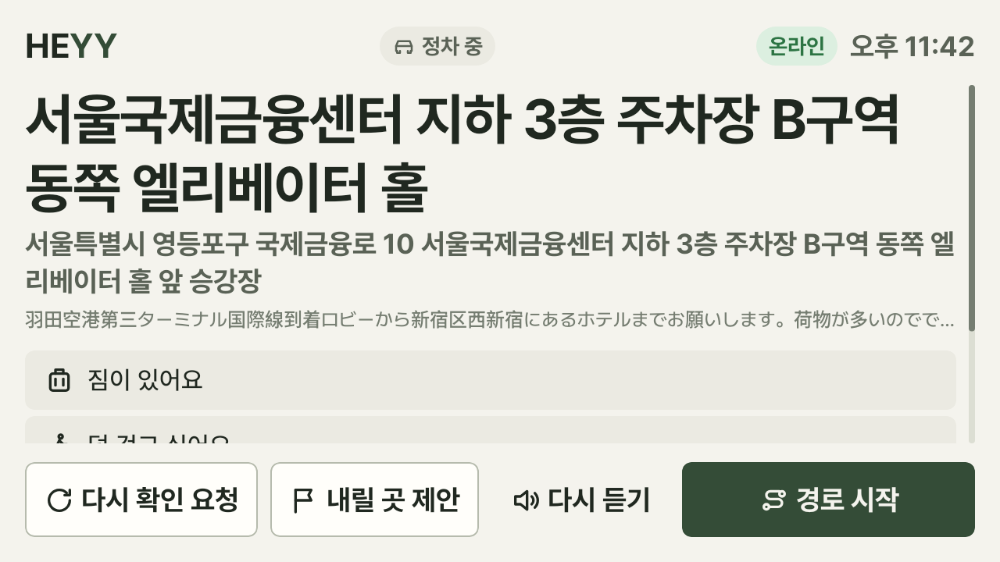 HEYY
정차 중
온라인
오후 11:42
서울국제금융센터 지하 3층 주차장 B구역
동쪽 엘리베이터 홀
서울특별시 영등포구 국제금융로 10 서울국제금융센터 지하 3층 주차장 B구역 동쪽 엘
리베이터 홀 앞 승강장
羽田空港第三ターミナル国際線到着ロビーから新宿区西新宿にあるホテルまでお願いします。荷物が多いのでで...
짐이 있어요
덜 걷고 싶어요
다시 확인 요청
내릴 곳 제안
다시 듣기
경로 시작